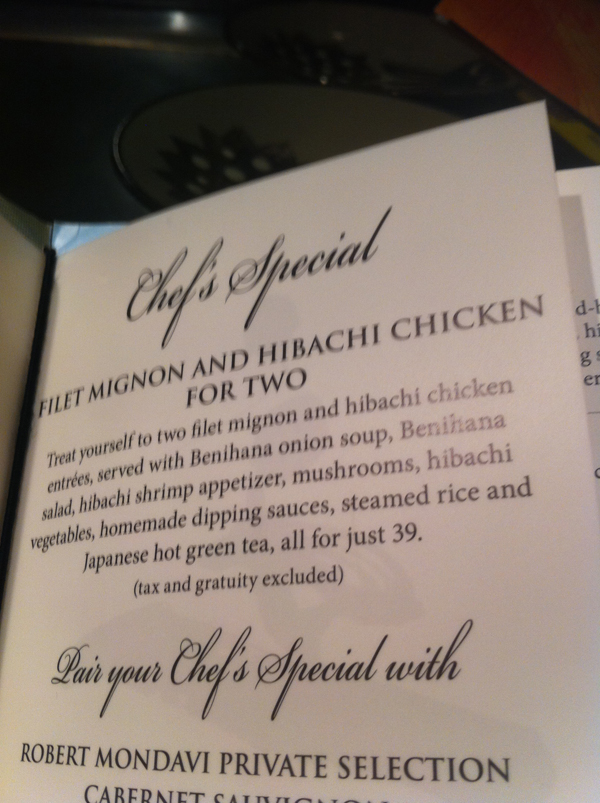 Chef's Special
FILET MIGNON AND HIBACHI CHICKEN
FOR TWO
Treat yourself to two filet mignon and hibachi chicken
entrées, served with Benihana onion soup, Benihana
salad, hibachi shrimp appetizer, mushrooms, hibachi
vegetables, homemade dipping sauces, steamed rice and
Japanese hot green tea, all for just 39.
(tax and gratuity excluded)
Pair your Chef's Special with
ROBERT MONDAVI PRIVATE SELECTION
CABERNET SAUVIGNON